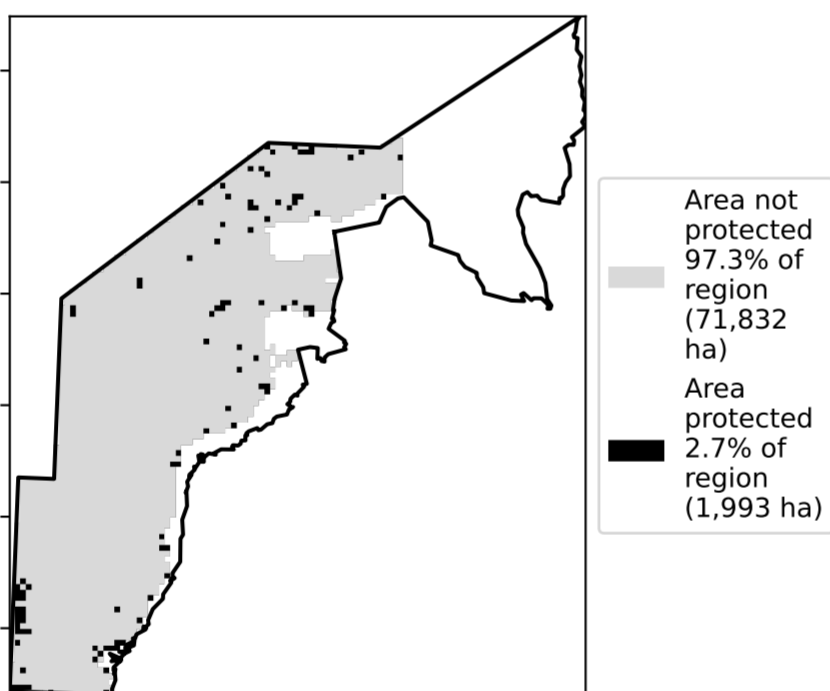 Area not
protected
97.3% of
region
(71,832
ha)
Area
protected
2.7% of
region
(1,993 ha)